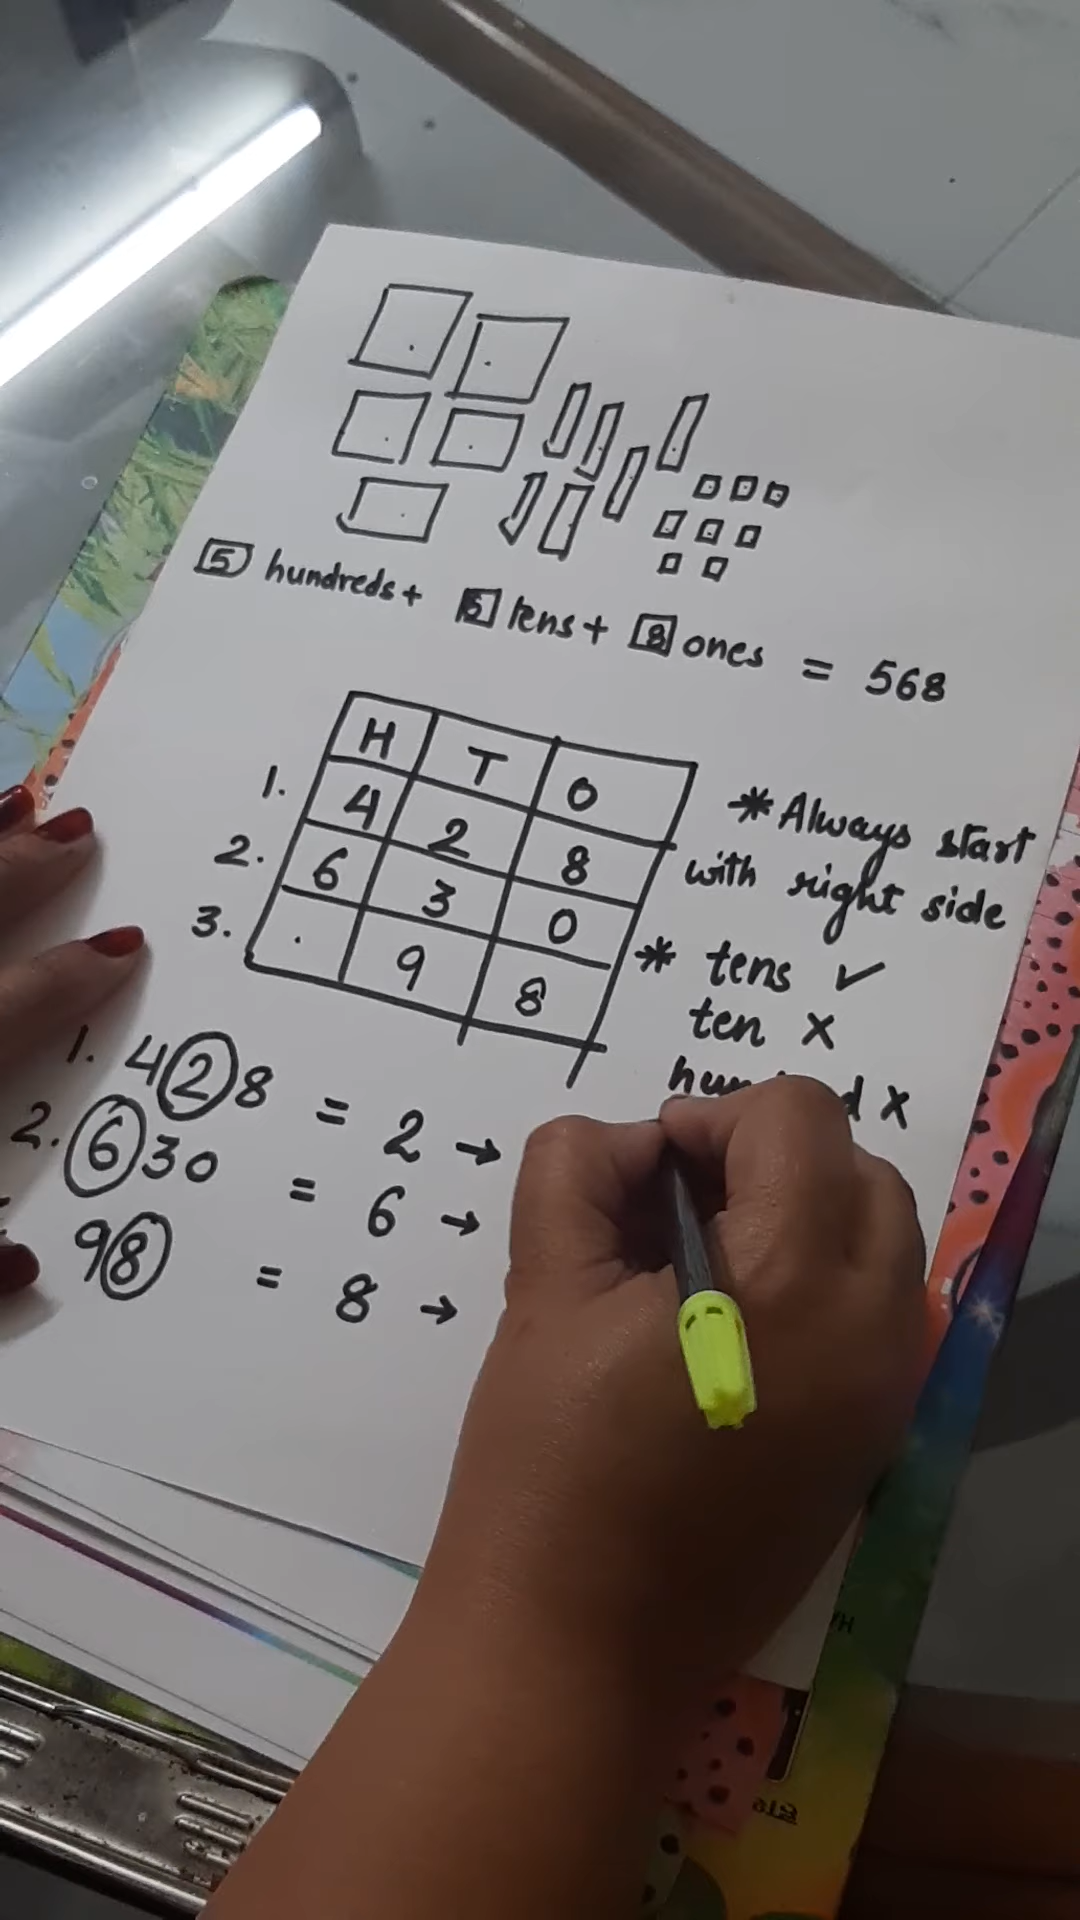 5 hundreds + tens + 8 ones = 568
H T O
1. 4 2 8
2. 6 3 0
3. . 9 8
* Always start
with right side
* tens ✓
ten x
x
1. 428 = 2 →
2. 630 = 6 →
98 = 8 →